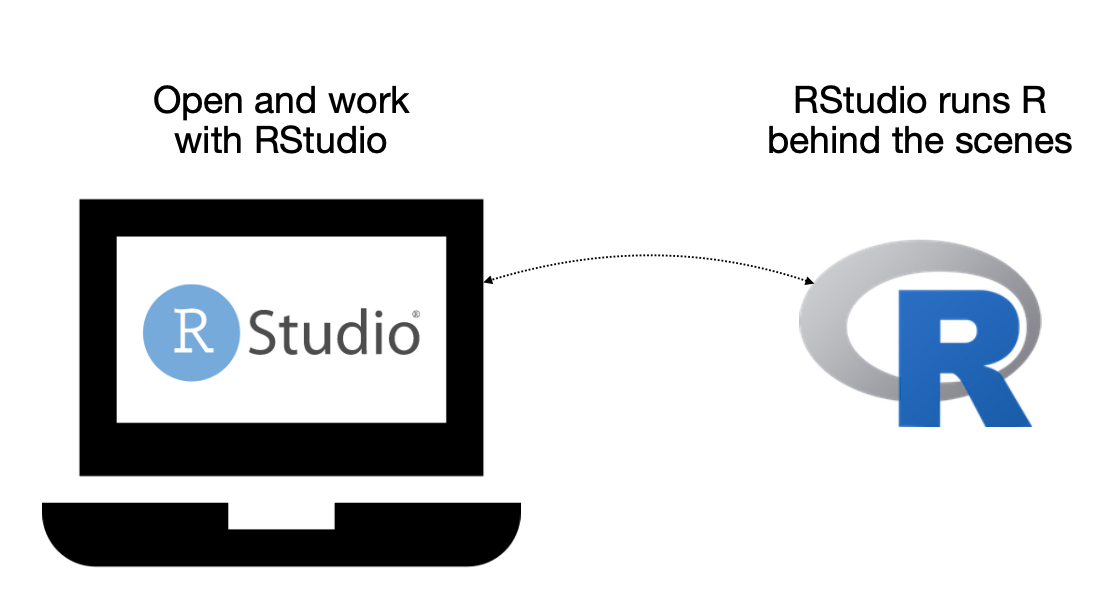 Open and work
with RStudio
RStudio runs R
behind the scenes
R Studio®
R